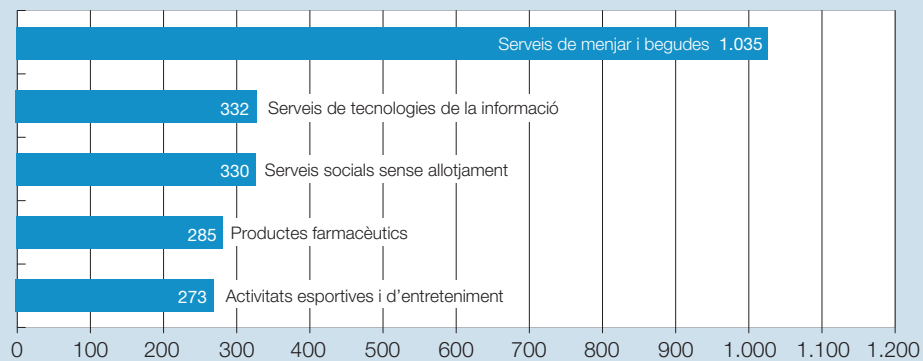 Serveis de menjar i begudes 1.035
332 Serveis de tecnologies de la informació
330 Serveis socials sense allotjament
285 Productes farmacèutics
273 Activitats esportives i d’entreteniment
0 100 200 300 400 500 600 700 800 900 1.000 1.100 1.200